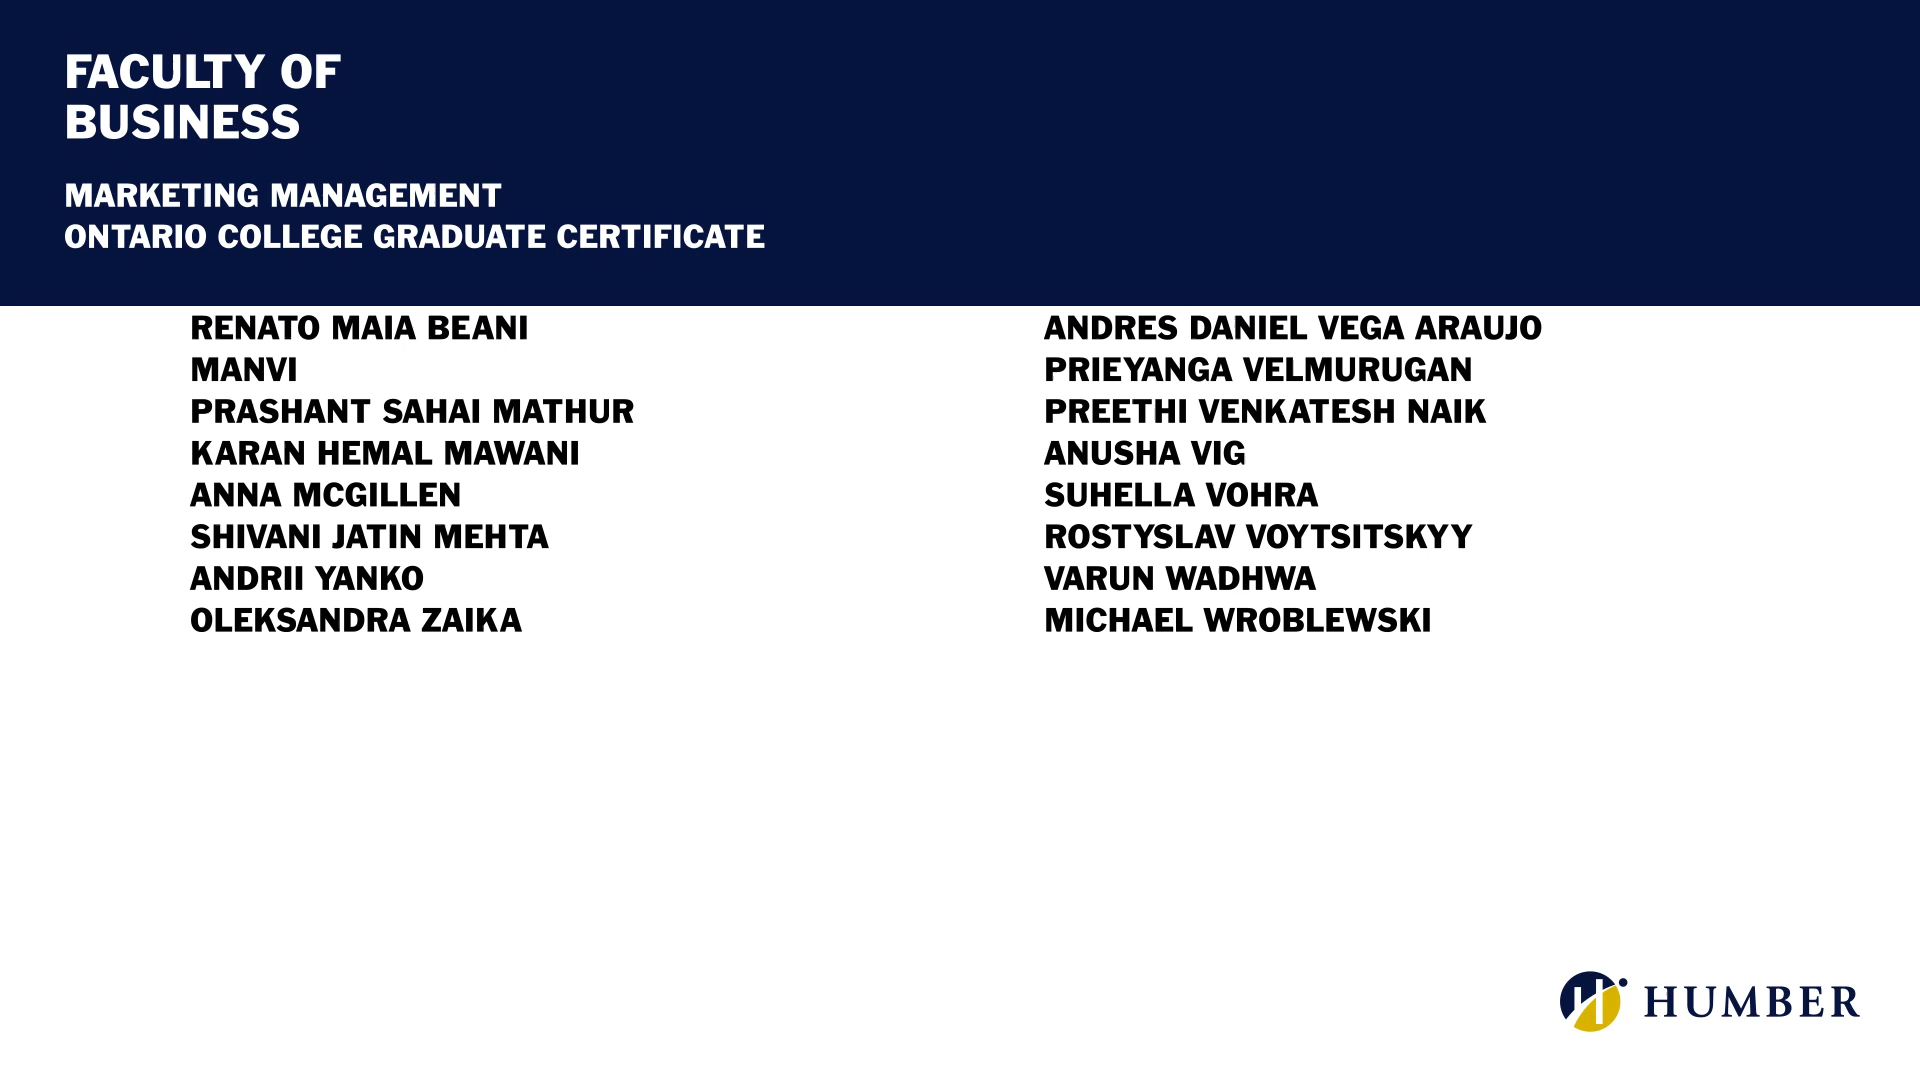 FACULTY OF
BUSINESS
MARKETING MANAGEMENT
ONTARIO COLLEGE GRADUATE CERTIFICATE
RENATO MAIA BEANI
MANVI
PRASHANT SAHAI MATHUR
KARAN HEMAL MAWANI
ANNA MCGILLEN
SHIVANI JATIN MEHTA
ANDRII YANKO
OLEKSANDRA ZAIKA
ANDRES DANIEL VEGA ARAUJO
PRIEYANGA VELMURUGAN
PREETHI VENKATESH NAIK
ANUSHA VIG
SUHELLA VOHRA
ROSTYSLAV VOYTSITSKYY
VARUN WADHWA
MICHAEL WROBLEWSKI
HUMBER